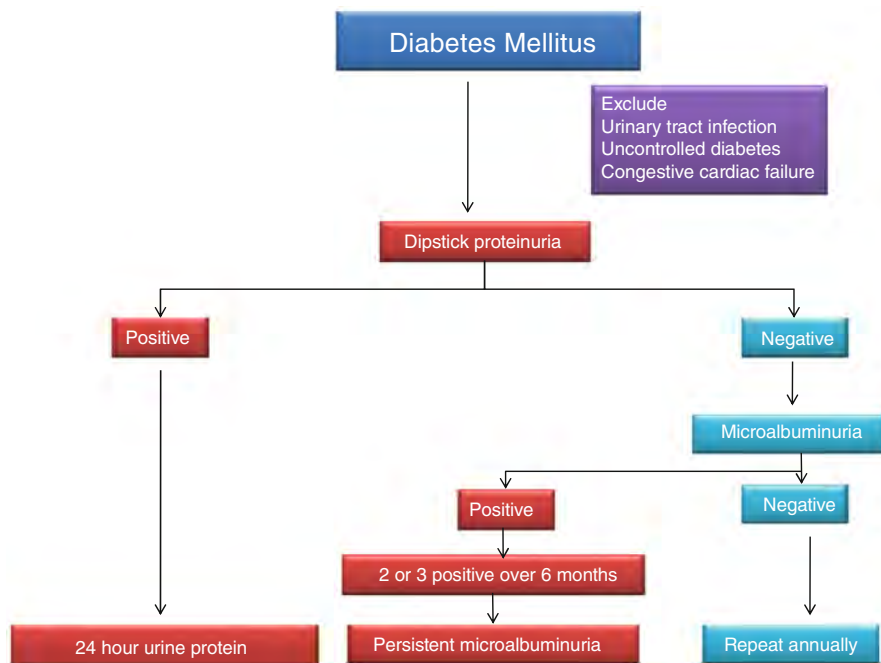 Diabetes Mellitus
Exclude
Urinary tract infection
Uncontrolled diabetes
Congestive cardiac failure
Dipstick proteinuria
Positive
Negative
Microalbuminuria
Positive
Negative
2 or 3 positive over 6 months
24 hour urine protein
Persistent microalbuminuria
Repeat annually